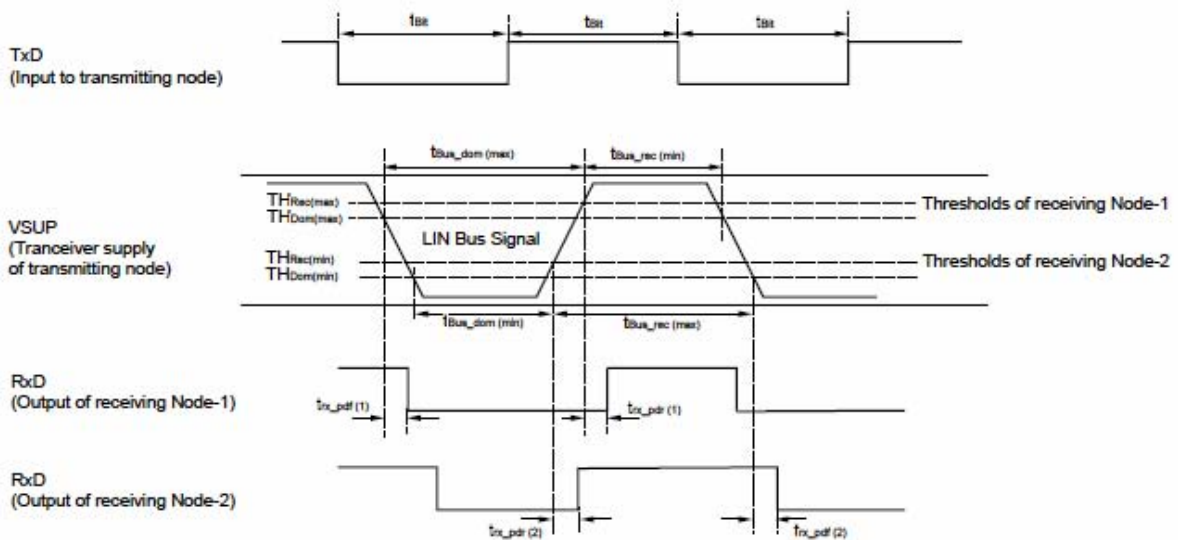 tBit tBit tBit
TxD
(Input to transmitting node)
tBus_dom (max) tBus_rec (min)
THRec(max)
THDom(max)
Thresholds of receiving Node-1
VSUP
(Tranceiver supply
of transmitting node)
LIN Bus Signal
THRec(min)
THDom(min)
Thresholds of receiving Node-2
tBus_dom (min) tBus_rec (max)
RxD
(Output of receiving Node-1)
trx_pdf (1) trx_pdr (1)
RxD
(Output of receiving Node-2)
trx_pdr (2) trx_pdf (2)